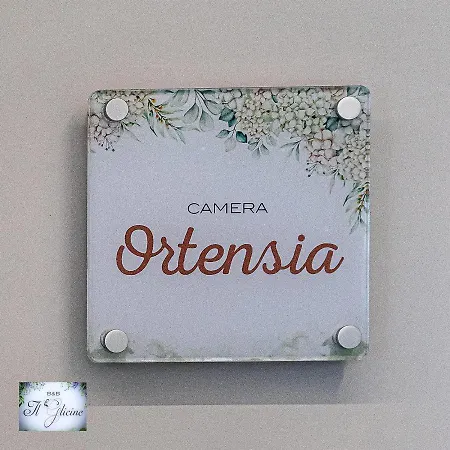 CAMERA
Ortensia
B&B
Il Glicine